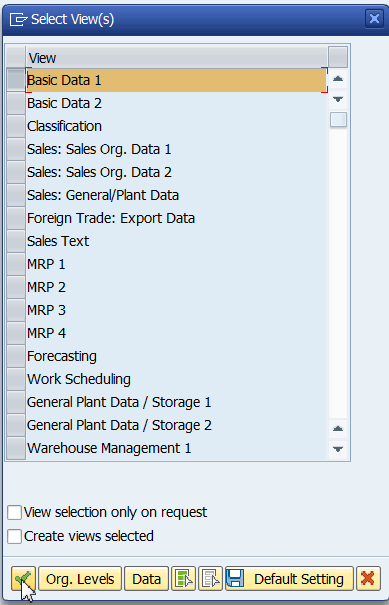 Select View(s)
View
Basic Data 1
Basic Data 2
Classification
Sales: Sales Org. Data 1
Sales: Sales Org. Data 2
Sales: General/Plant Data
Foreign Trade: Export Data
Sales Text
MRP 1
MRP 2
MRP 3
MRP 4
Forecasting
Work Scheduling
General Plant Data / Storage 1
General Plant Data / Storage 2
Warehouse Management 1
View selection only on request
Create views selected
Org. Levels Data Default Setting